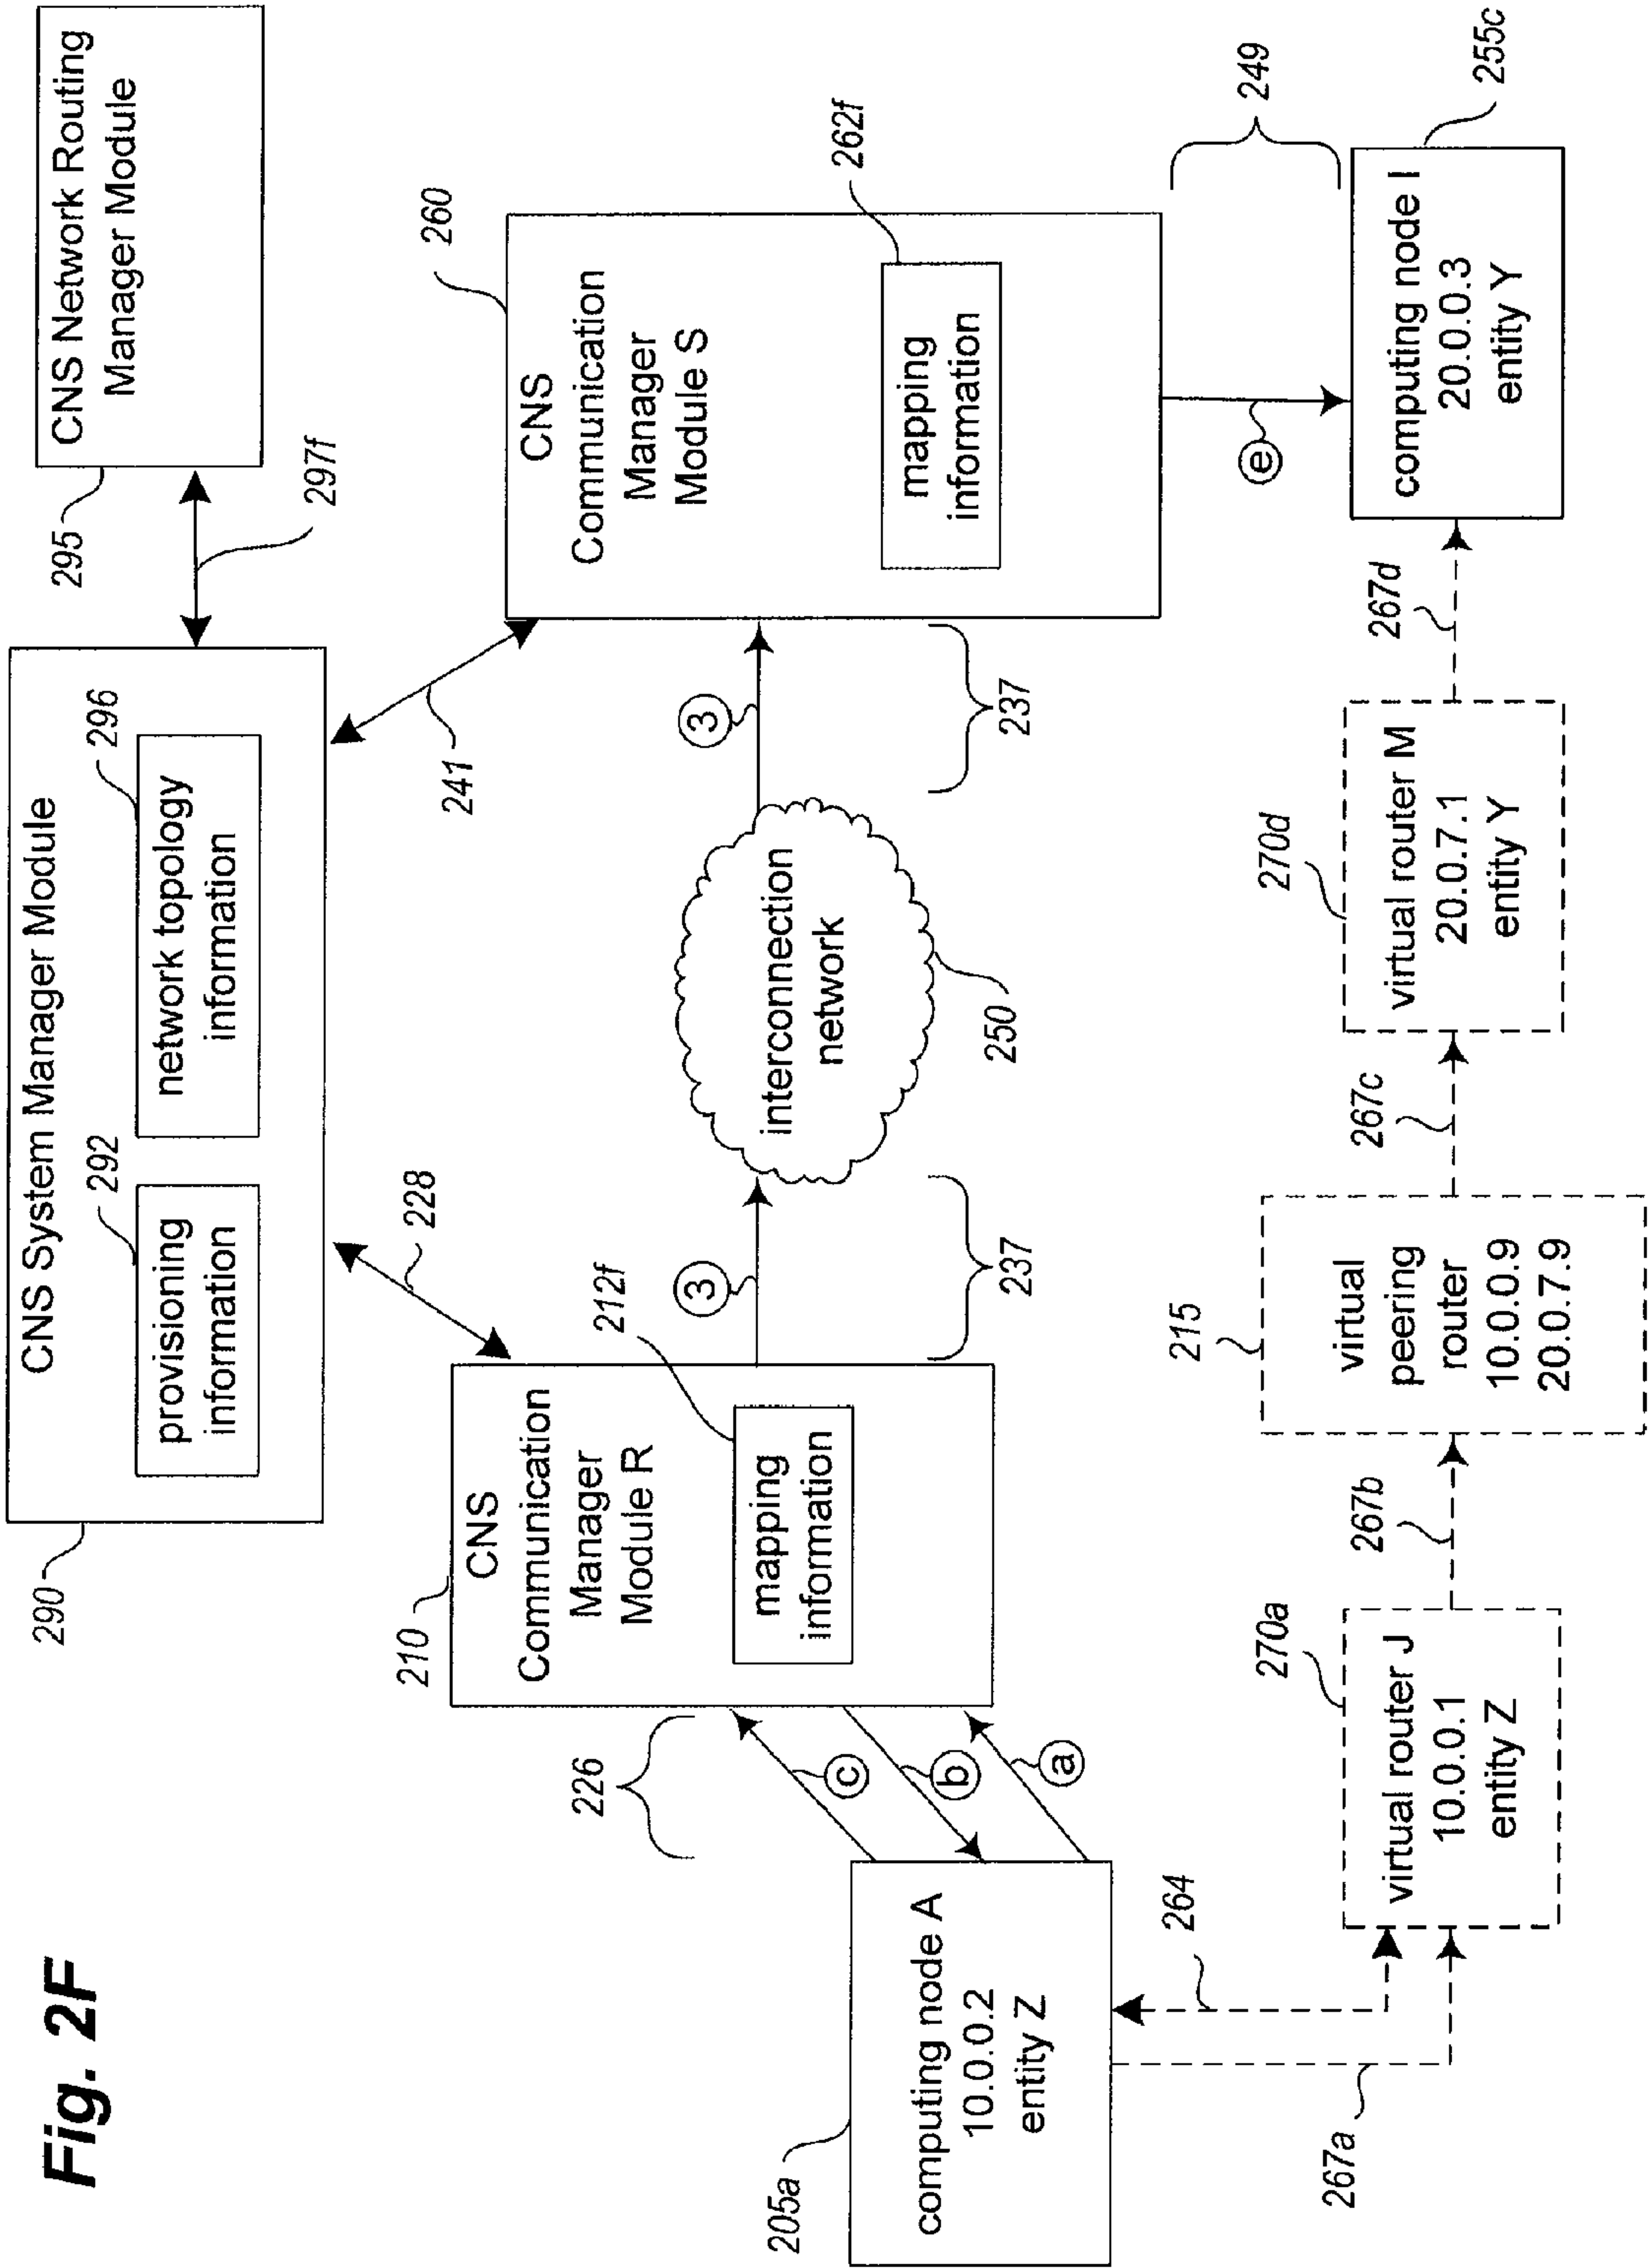 Fig. 2F
290
CNS System Manager Module
provisioning
information
292
network topology
information
296
295
CNS Network Routing
Manager Module
297f
228
241
210
CNS
Communication
Manager
Module R
mapping
information
212f
260
CNS
Communication
Manager
Module S
mapping
information
262f
226
c
b
a
3
237
interconnection
network
250
3
237
e
249
205a
computing node A
10.0.0.2
entity Z
255c
computing node I
20.0.0.3
entity Y
264
267a
270a
virtual router J
10.0.0.1
entity Z
267b
215
virtual
peering
router
10.0.0.9
20.0.7.9
267c
270d
virtual router M
20.0.7.1
entity Y
267d